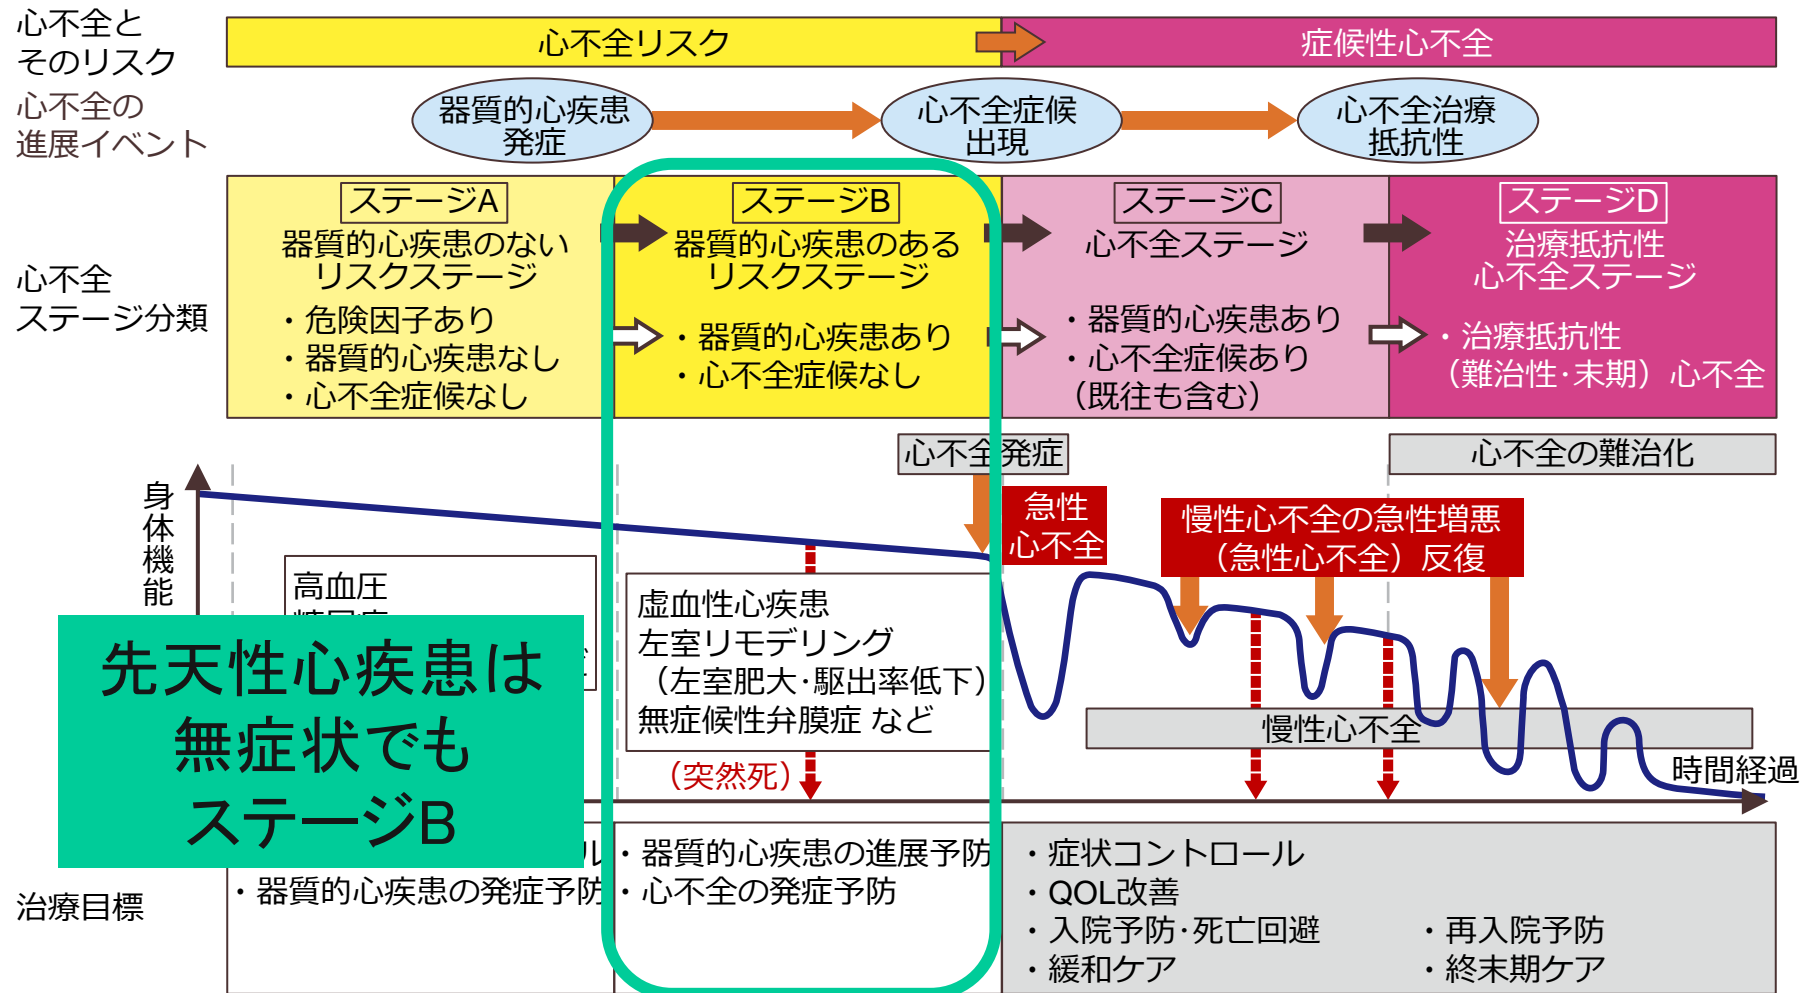 心不全と
そのリスク
心不全リスク
症候性心不全
心不全の
進展イベント
器質的心疾患
発症
心不全症候
出現
心不全治療
抵抗性
心不全
ステージ分類
ステージA
器質的心疾患のない
リスクステージ
・危険因子あり
・器質的心疾患なし
・心不全症候なし
ステージB
器質的心疾患のある
リスクステージ
・器質的心疾患あり
・心不全症候なし
ステージC
心不全ステージ
・器質的心疾患あり
・心不全症候あり
（既往も含む）
ステージD
治療抵抗性
心不全ステージ
・治療抵抗性
（難治性･末期）心不全
心不全発症
心不全の難治化
身体機能
急性
心不全
慢性心不全の急性増悪
（急性心不全）反復
高血圧
虚血性心疾患
左室リモデリング
（左室肥大･駆出率低下）
無症候性弁膜症 など
（突然死）
慢性心不全
時間経過
先天性心疾患は
無症状でも
ステージB
治療目標
・器質的心疾患の発症予防
・器質的心疾患の進展予防
・心不全の発症予防
・症状コントロール
・QOL改善
・入院予防･死亡回避
・緩和ケア
・再入院予防
・終末期ケア